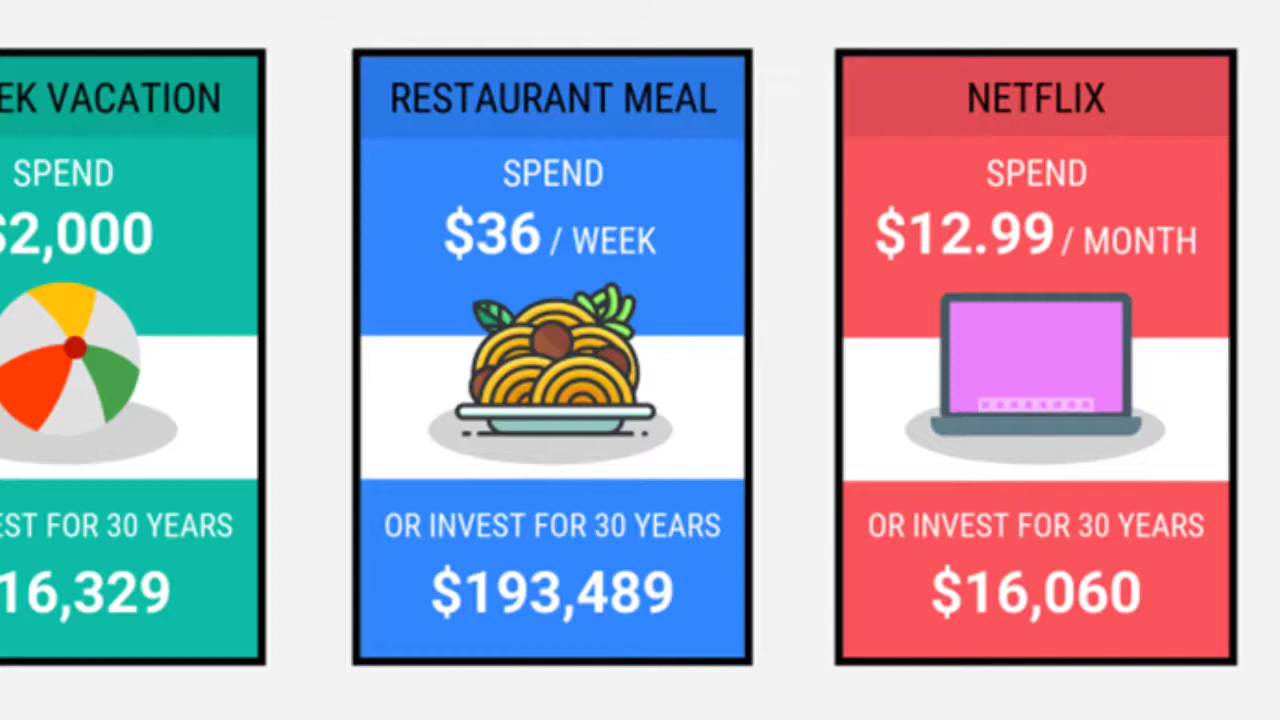 EK VACATION
SPEND
$2,000
EST FOR 30 YEARS
16,329
RESTAURANT MEAL
SPEND
$36 / WEEK
OR INVEST FOR 30 YEARS
$193,489
NETFLIX
SPEND
$12.99 / MONTH
OR INVEST FOR 30 YEARS
$16,060